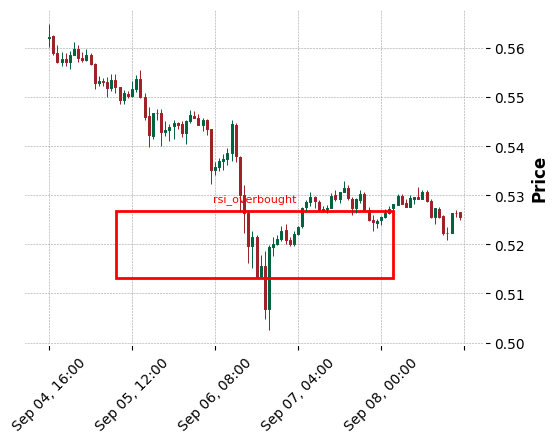 0.56
0.55
0.54
0.53
0.52
0.51
0.50
Price
rsi_overbought
Sep 04, 16:00
Sep 05, 12:00
Sep 06, 08:00
Sep 07, 04:00
Sep 08, 00:00